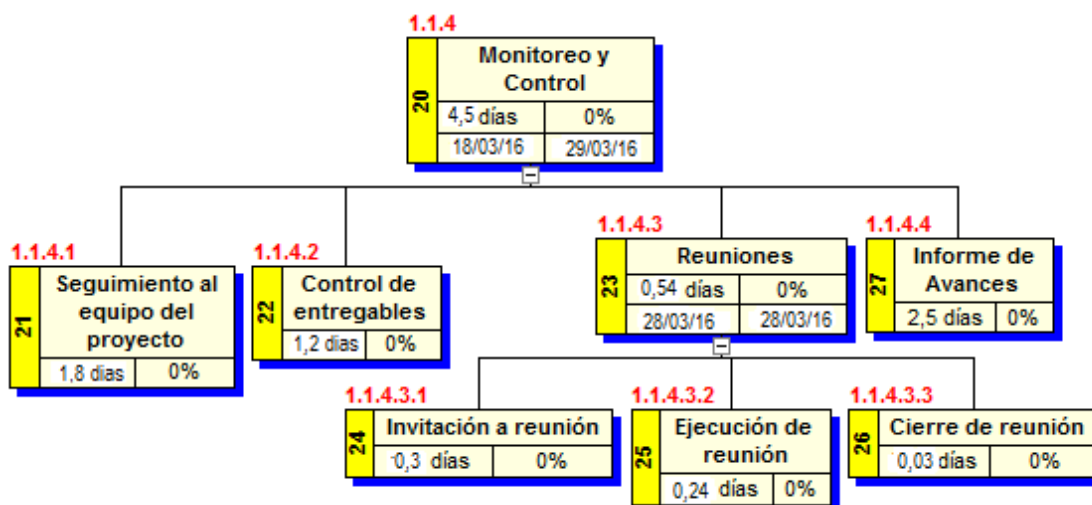 1.1.4
20
Monitoreo y
Control
4,5 días 0%
18/03/16 29/03/16
1.1.4.1
21
Seguimiento al
equipo del
proyecto
1,8 dias 0%
1.1.4.2
22
Control de
entregables
1,2 dias 0%
1.1.4.3
23
Reuniones
0,54 días 0%
28/03/16 28/03/16
1.1.4.4
27
Informe de
Avances
2,5 días 0%
1.1.4.3.1
24
Invitación a reunión
0,3 días 0%
1.1.4.3.2
25
Ejecución de
reunión
0,24 días 0%
1.1.4.3.3
26
Cierre de reunión
0,03 días 0%